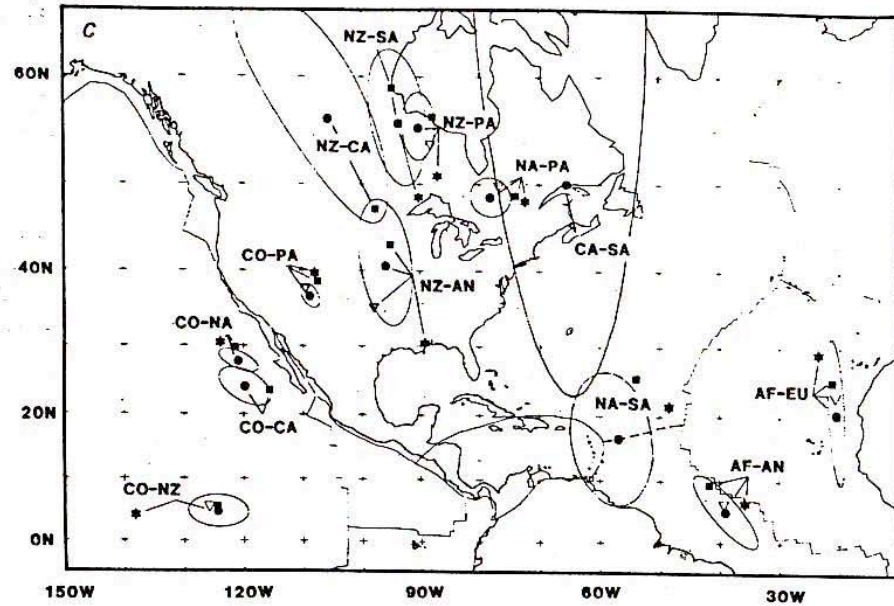 C
NZ-SA
60N
NZ-PA
NZ-CA
NA-PA
CO-PA
CA-SA
40N
NZ-AN
CO-NA
NA-SA
AF-EU
20N
CO-CA
AF-AN
CO-NZ
0N
150W 120W 90W 60W 30W